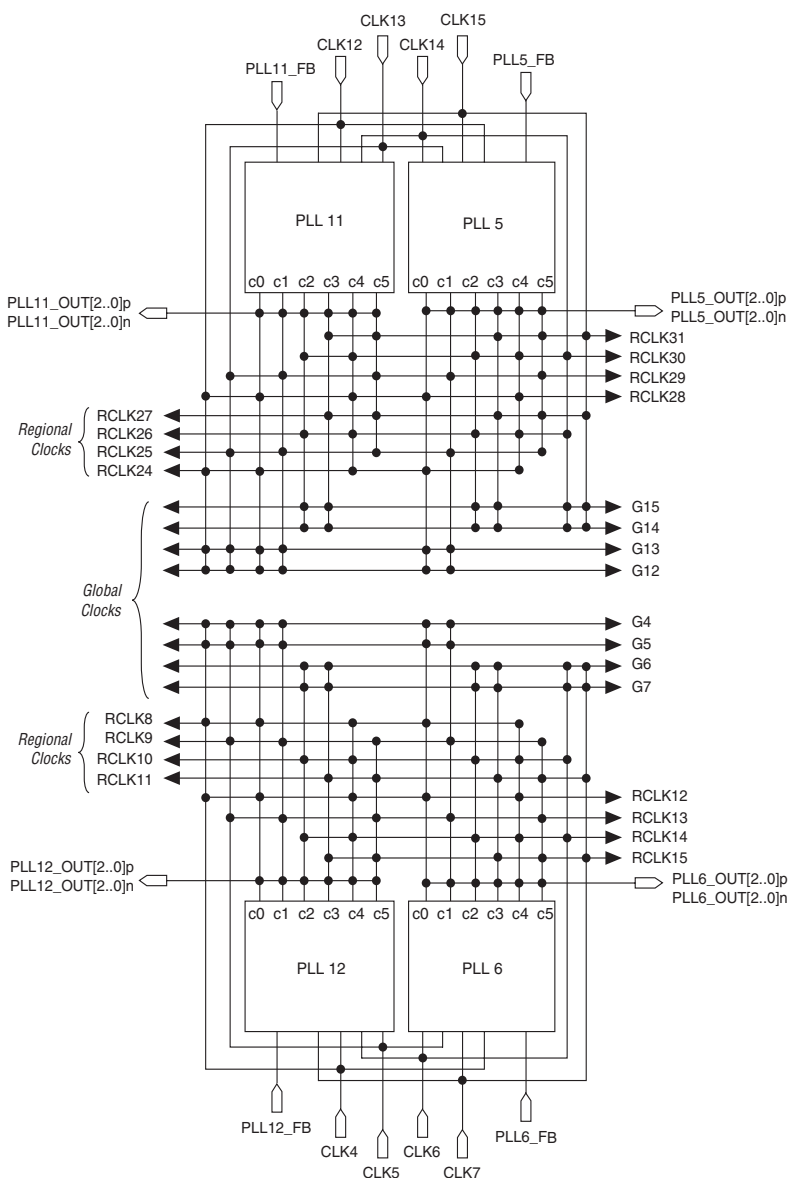 CLK13
CLK15
CLK12
CLK14
PLL11_FB
PLL5_FB
PLL 11
PLL 5
c0 c1 c2 c3 c4 c5
c0 c1 c2 c3 c4 c5
PLL11_OUT[2..0]p
PLL11_OUT[2..0]n
PLL5_OUT[2..0]p
PLL5_OUT[2..0]n
RCLK31
RCLK30
RCLK29
RCLK28
Regional
Clocks
RCLK27
RCLK26
RCLK25
RCLK24
G15
G14
G13
G12
Global
Clocks
G4
G5
G6
G7
Regional
Clocks
RCLK8
RCLK9
RCLK10
RCLK11
RCLK12
RCLK13
RCLK14
RCLK15
PLL12_OUT[2..0]p
PLL12_OUT[2..0]n
PLL6_OUT[2..0]p
PLL6_OUT[2..0]n
c0 c1 c2 c3 c4 c5
c0 c1 c2 c3 c4 c5
PLL 12
PLL 6
PLL12_FB
PLL6_FB
CLK4
CLK6
CLK5
CLK7